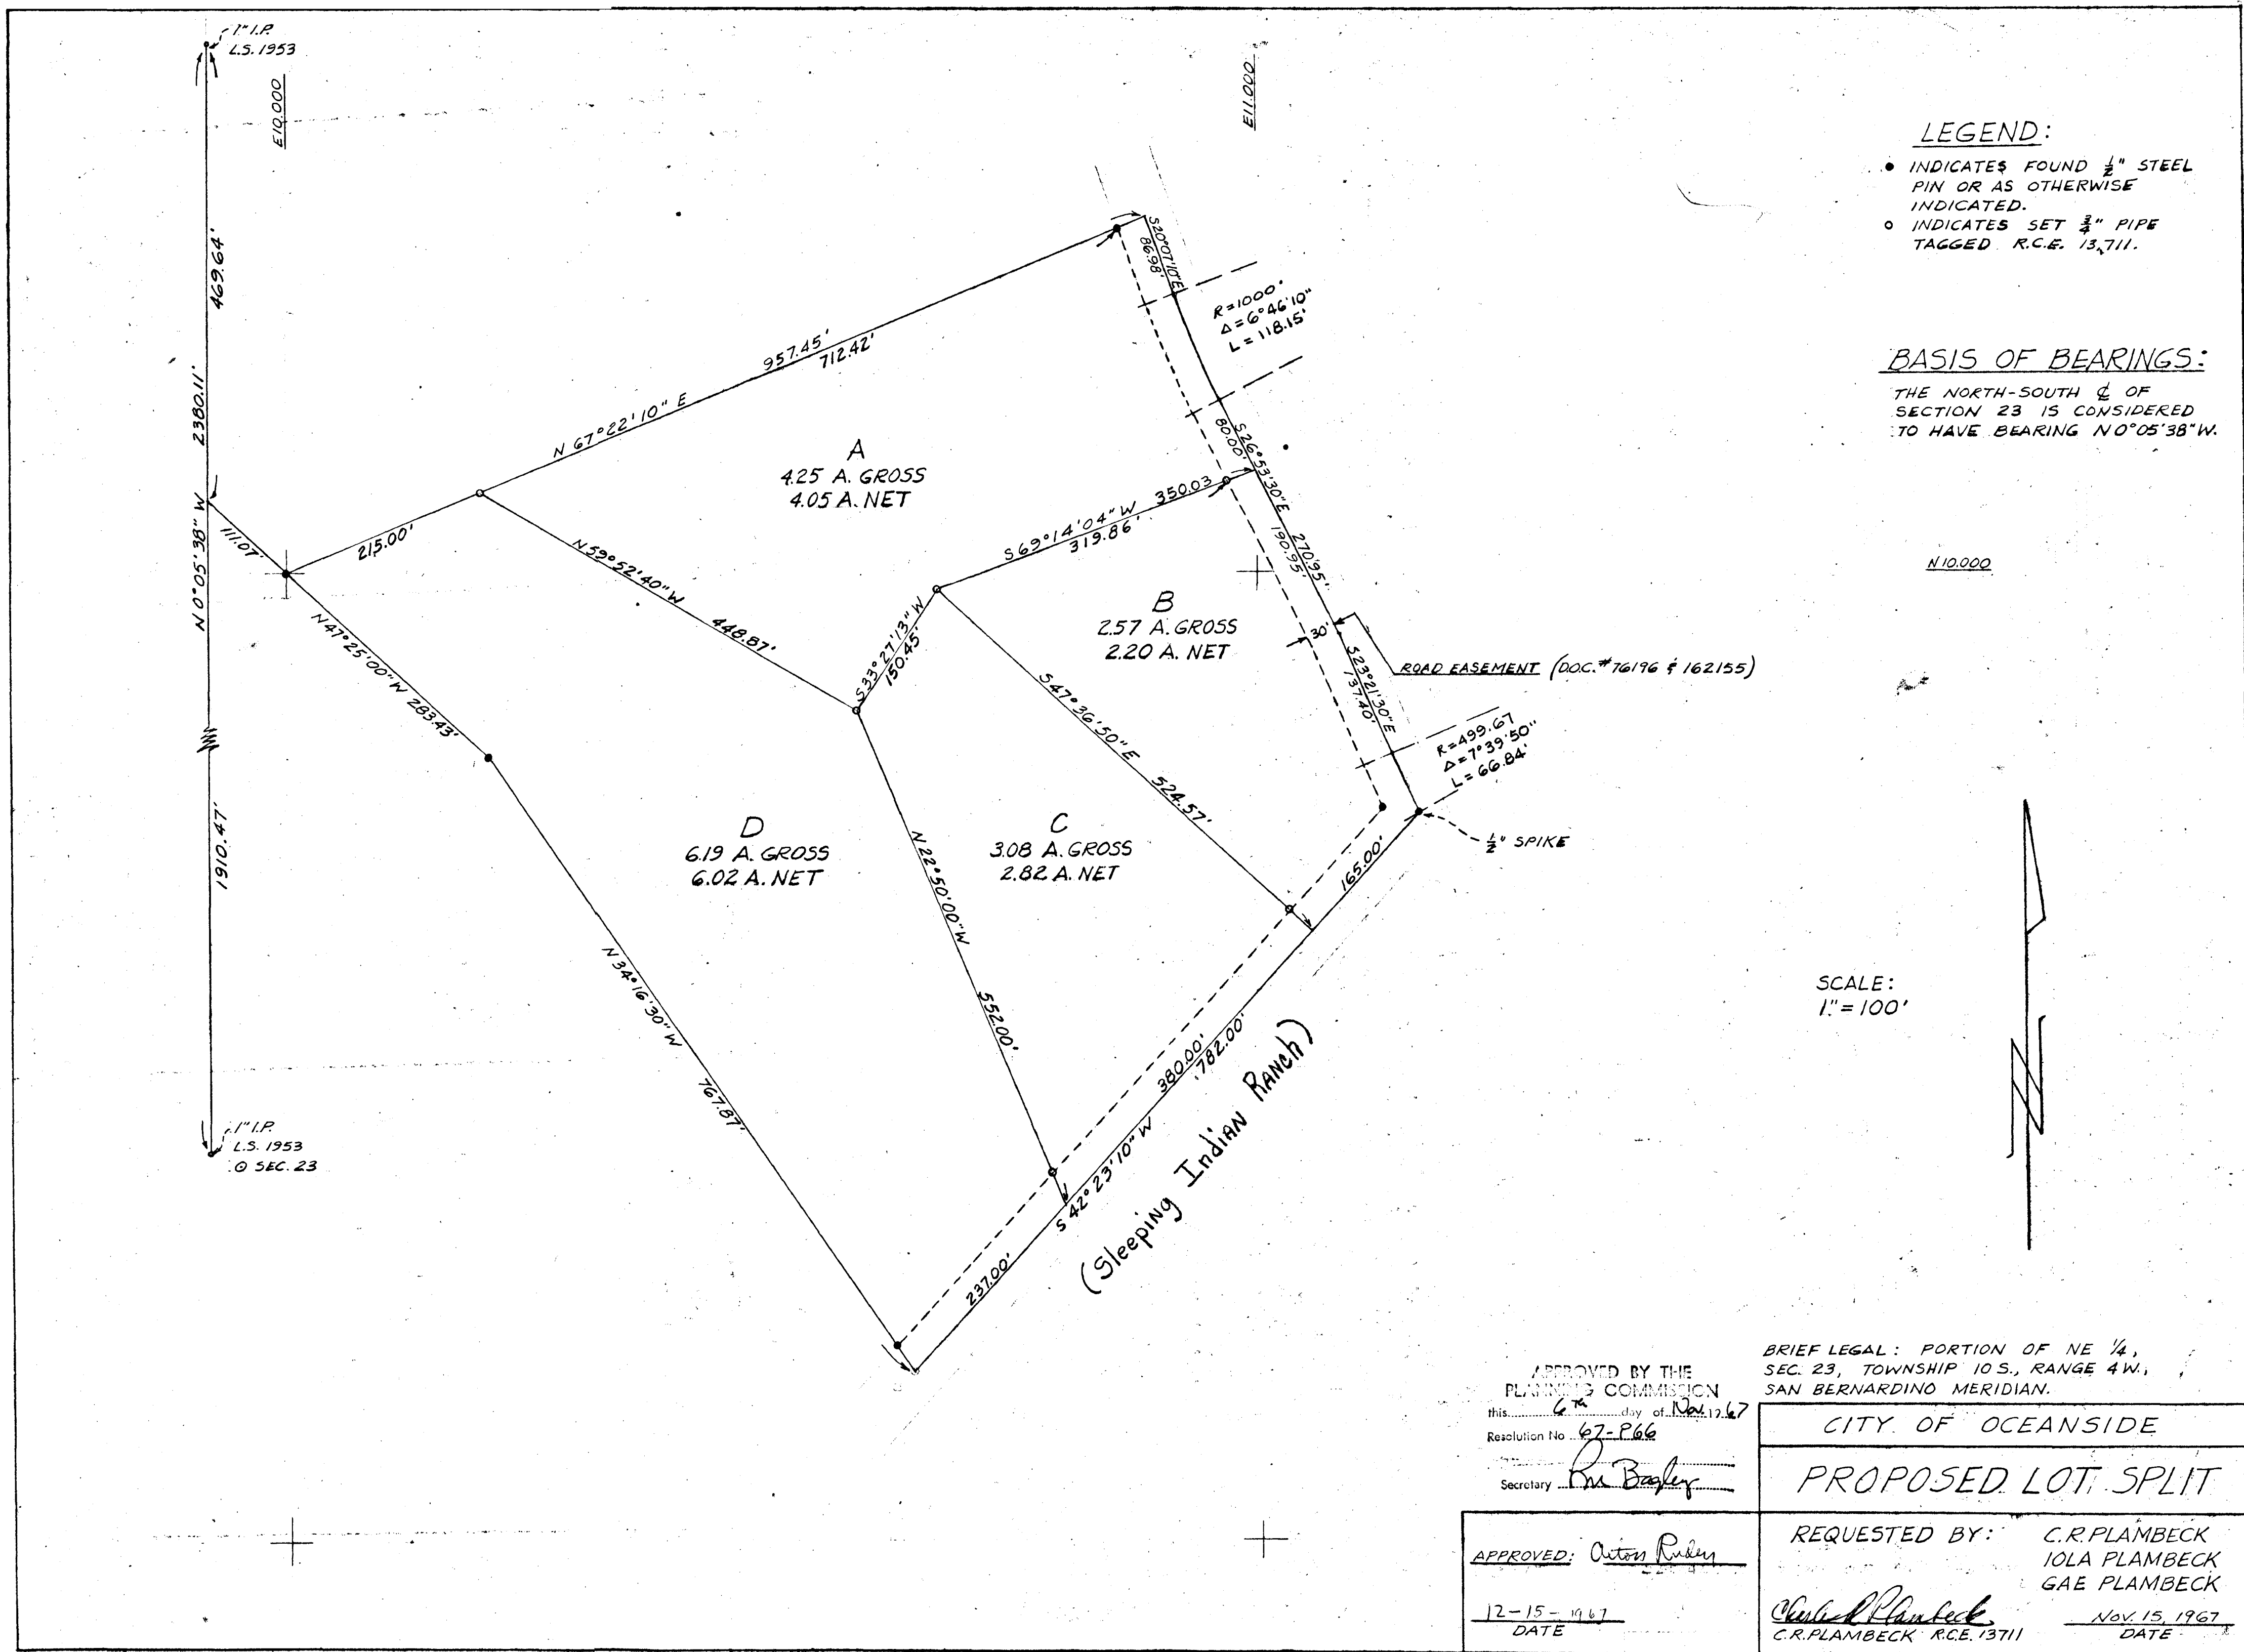 1" I.P.
L.S. 1953
E10.000
E11.000
469.64'
2380.11'
N 0°05'38" W
1910.47'
111.07'
215.00'
N 67°22'10" E
957.45'
712.42'
S20°07'10"E
86.98'
R=1000'
Δ=6°46'10"
L=118.15'
A
4.25 A. GROSS
4.05 A. NET
S26°53'30"E
80.00'
270.95'
190.95'
S69°14'04"W 350.03
319.86'
N59°52'40"W
448.87'
S33°27'13"W
150.45'
N47°25'00"W 283.43'
B
2.57 A. GROSS
2.20 A. NET
30'
ROAD EASEMENT (DOC.#76196 & 162155)
S23°21'30"E
137.40'
R=499.67
Δ=7°39'50"
L=66.84'
½" SPIKE
S47°36'50"E 524.57'
D
6.19 A. GROSS
6.02 A. NET
C
3.08 A. GROSS
2.82 A. NET
N22°50'00"W
552.00'
N34°16'30"W
767.87'
165.00'
380.00'
782.00'
S 42°23'10" W
237.00'
(Sleeping Indian Ranch)
1" I.P.
L.S. 1953
⊙ SEC. 23
LEGEND:
● INDICATES FOUND ½" STEEL
PIN OR AS OTHERWISE
INDICATED.
○ INDICATES SET ¾" PIPE
TAGGED R.C.E. 13,711.
BASIS OF BEARINGS:
THE NORTH-SOUTH ℄ OF
SECTION 23 IS CONSIDERED
TO HAVE BEARING N0°05'38"W.
N10.000
SCALE:
1"=100'
N
BRIEF LEGAL: PORTION OF NE 1/4,
SEC. 23, TOWNSHIP 10 S., RANGE 4 W.,
SAN BERNARDINO MERIDIAN.
APPROVED BY THE
PLANNING COMMISSION
this 6th day of Nov. 1967
Resolution No. 67-P66
Secretary
CITY OF OCEANSIDE
PROPOSED LOT SPLIT
APPROVED:
12-15-1967
DATE
REQUESTED BY: C.R. PLAMBECK
IOLA PLAMBECK
GAE PLAMBECK
Charles R Plambeck
C.R. PLAMBECK R.C.E. 13711
NOV. 15, 1967
DATE